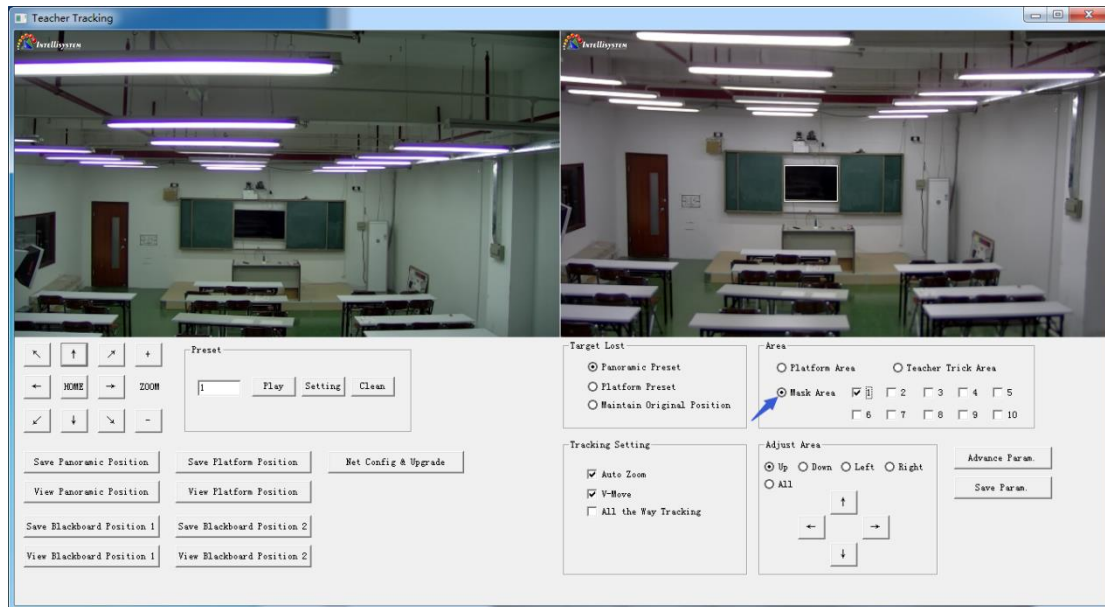 Teacher Tracking
INTELLISYSTEM
INTELLISYSTEM
+
HOME
ZOOM
-
Preset
1
Play
Setting
Clean
Save Panoramic Position
Save Platform Position
Net Config & Upgrade
View Panoramic Position
View Platform Position
Save Blackboard Position 1
Save Blackboard Position 2
View Blackboard Position 1
View Blackboard Position 2
Target Lost
Panoramic Preset
Platform Preset
Maintain Original Position
Area
Platform Area
Teacher Trick Area
Mask Area
1 2 3 4 5
6 7 8 9 10
Tracking Setting
Auto Zoom
V-Move
All the Way Tracking
Adjust Area
Up Down Left Right
All
Advance Param.
Save Param.